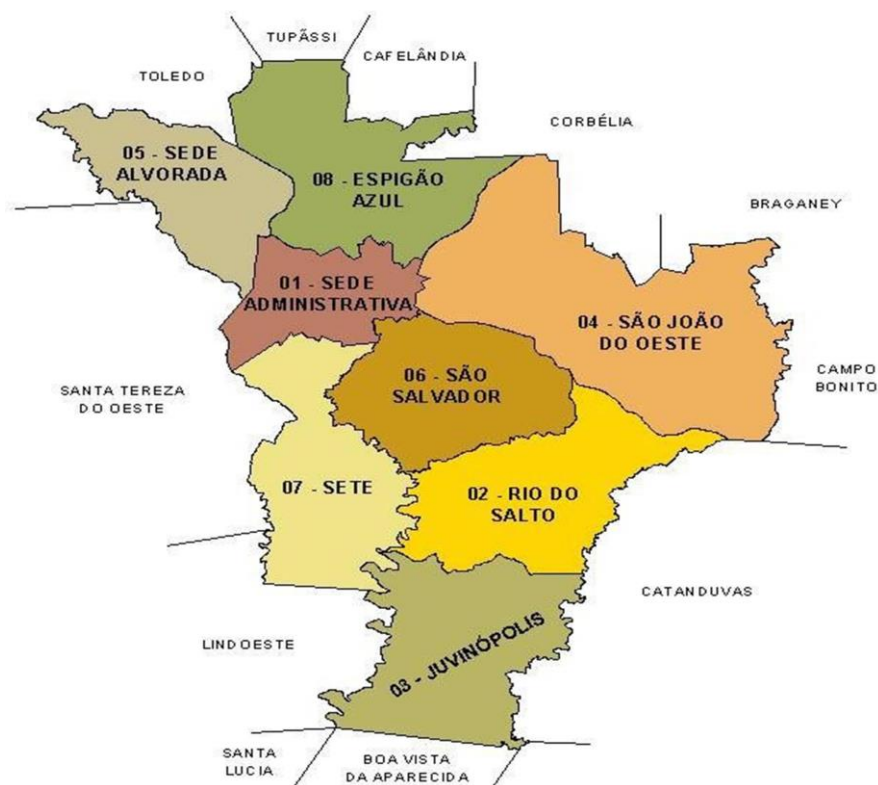 TUPÃSSI
CAFELÂNDIA
TOLEDO
CORBÉLIA
05 - SEDE
ALVORADA
08 - ESPIGÃO
AZUL
BRAGANEY
01 - SEDE
ADMINISTRATIVA
04 - SÃO JOÃO
DO OESTE
CAMPO
BONITO
06 - SÃO
SALVADOR
SANTA TEREZA
DO OESTE
07 - SETE
02 - RIO DO
SALTO
CATANDUVAS
LINDOESTE
03 - JUVINÓPOLIS
SANTA
LUCIA
BOA VISTA
DA APARECIDA